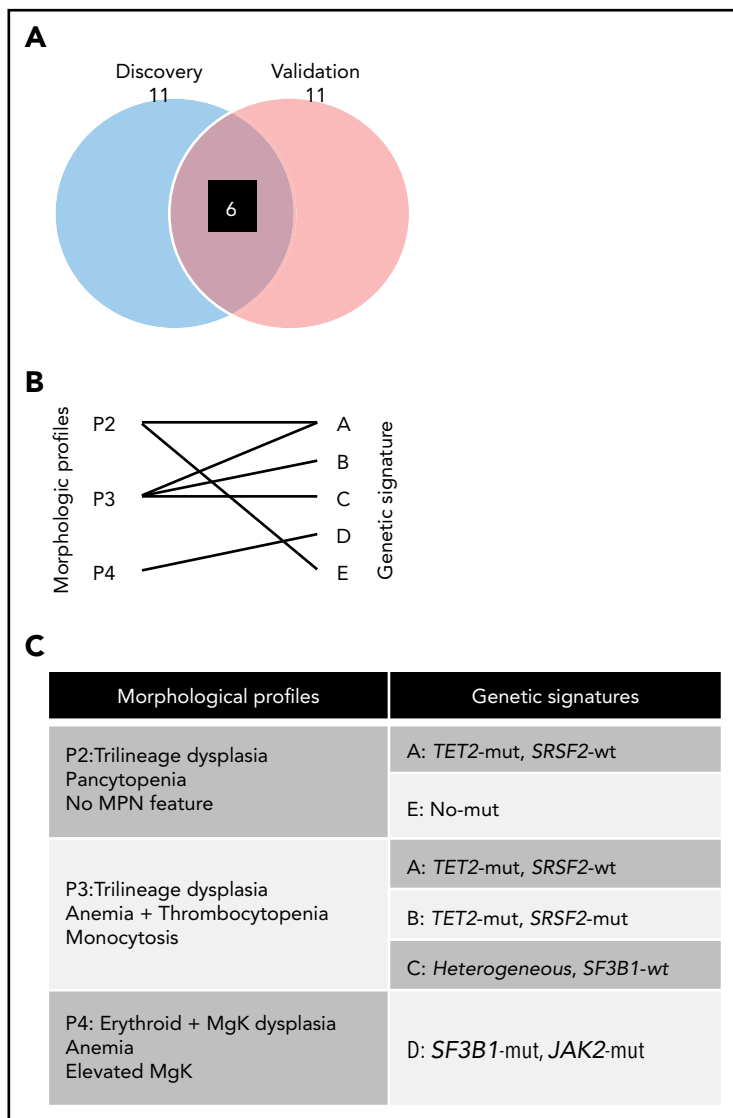 A
Discovery
11
Validation
11
6
B
Morphologic profiles
P2
P3
P4
A
B
C
D
E
Genetic signature
C
Morphological profiles
Genetic signatures
P2:Trilineage dysplasia
Pancytopenia
No MPN feature
A: TET2-mut, SRSF2-wt
E: No-mut
P3:Trilineage dysplasia
Anemia + Thrombocytopenia
Monocytosis
A: TET2-mut, SRSF2-wt
B: TET2-mut, SRSF2-mut
C: Heterogeneous, SF3B1-wt
P4: Erythroid + MgK dysplasia
Anemia
Elevated MgK
D: SF3B1-mut, JAK2-mut